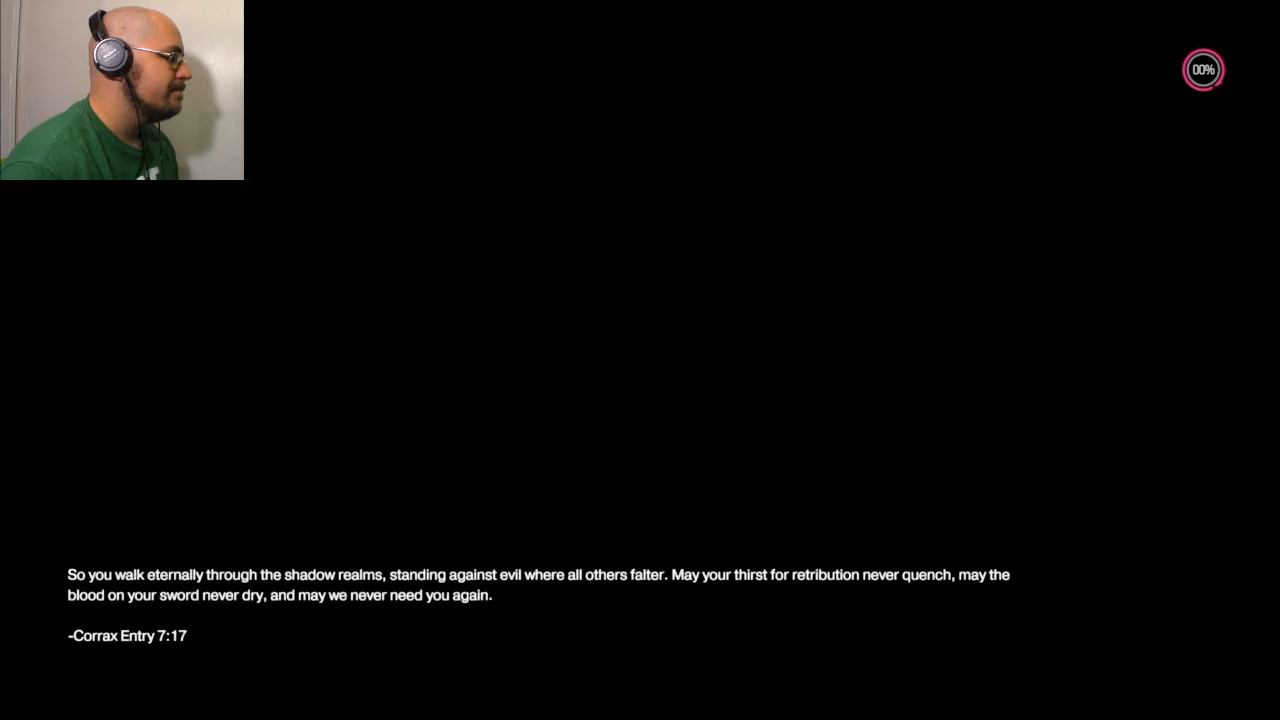 SONY
00%
So you walk eternally through the shadow realms, standing against evil where all others falter. May your thirst for retribution never quench, may the
blood on your sword never dry, and may we never need you again.
-Corrax Entry 7:17